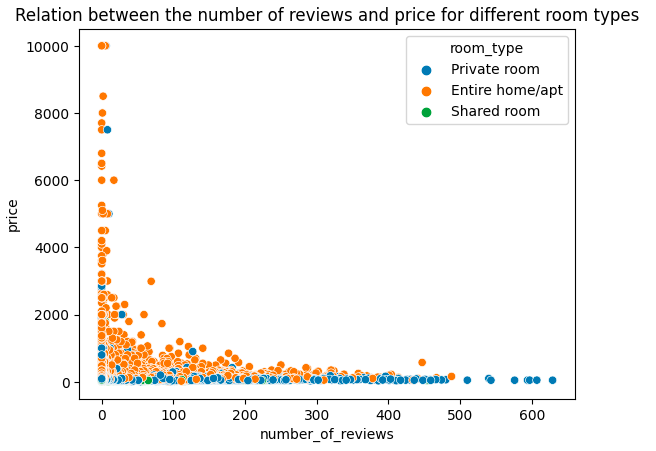 Relation between the number of reviews and price for different room types
room_type
Private room
Entire home/apt
Shared room
price
10000
8000
6000
4000
2000
0
0 100 200 300 400 500 600
number_of_reviews